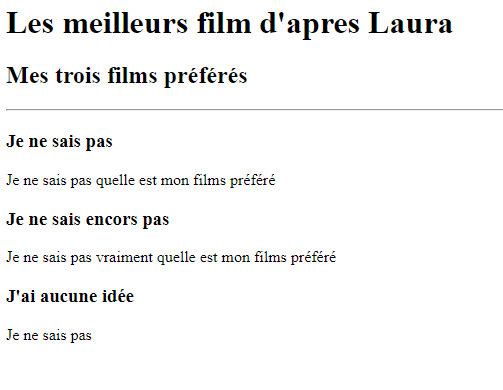 Les meilleurs film d'apres Laura
Mes trois films préférés
Je ne sais pas
Je ne sais pas quelle est mon films préféré
Je ne sais encors pas
Je ne sais pas vraiment quelle est mon films préféré
J'ai aucune idée
Je ne sais pas